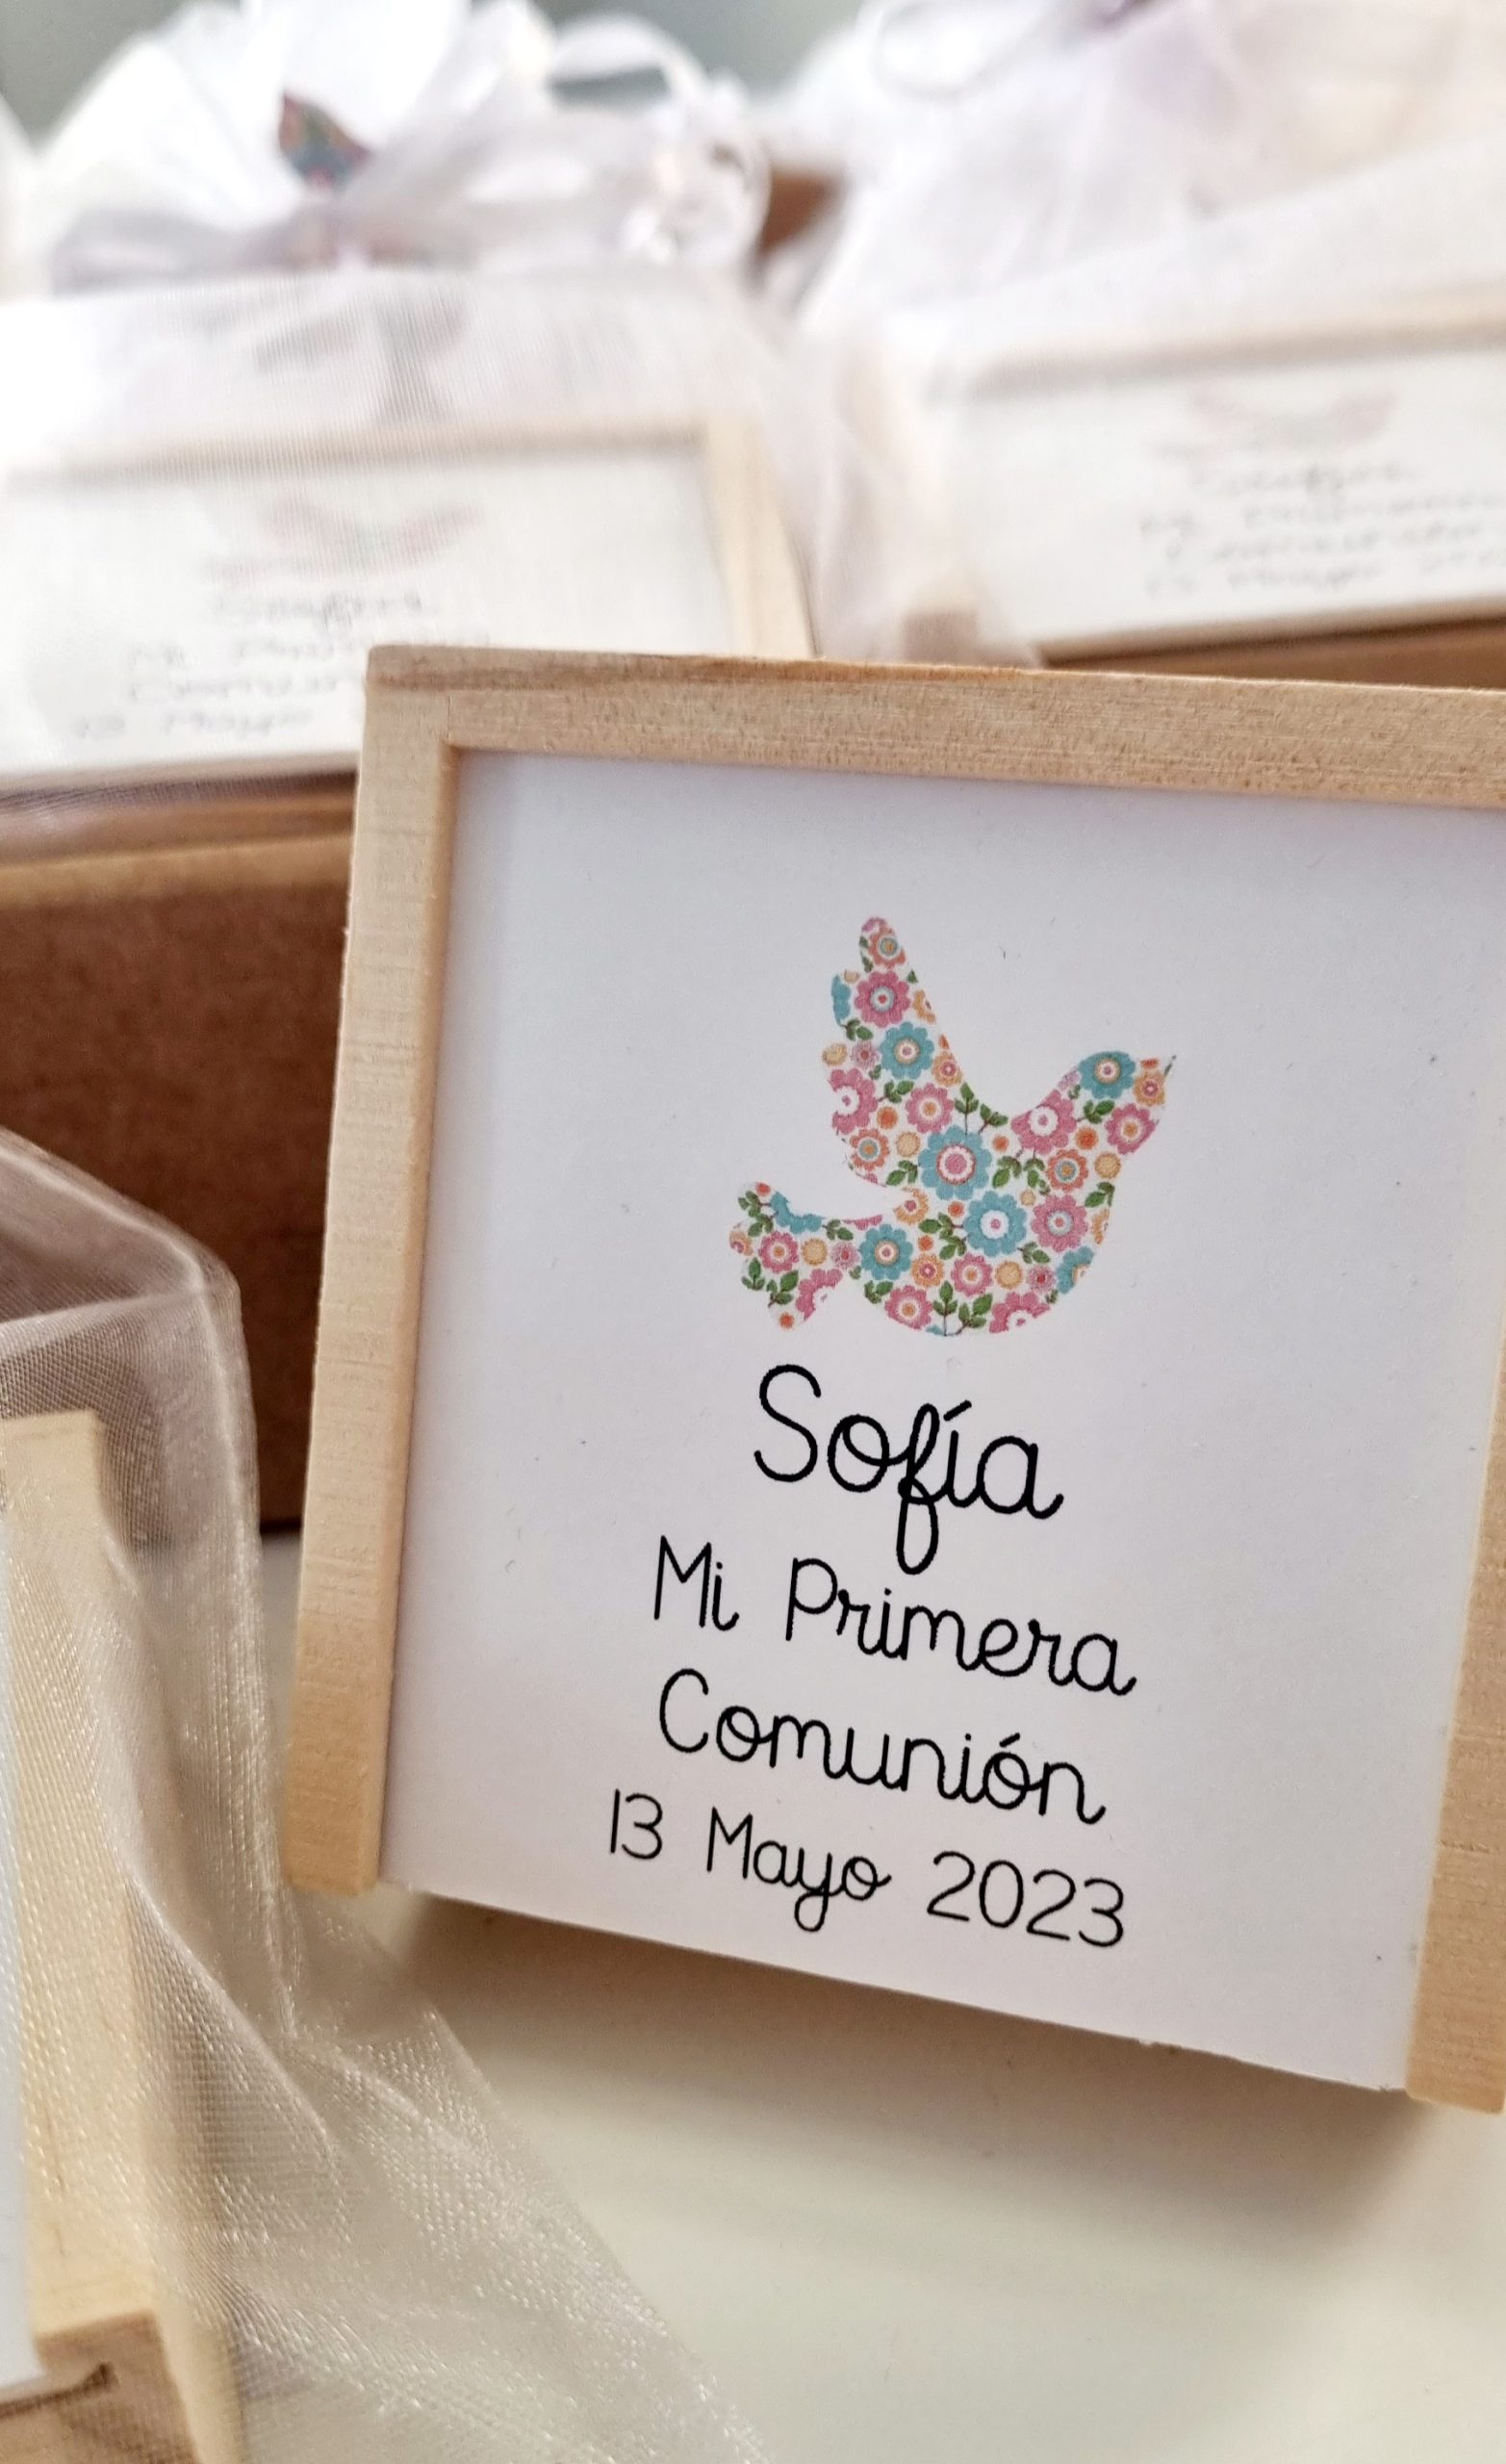 Sofía
Mi Primera
Comunión
13 Mayo 2023